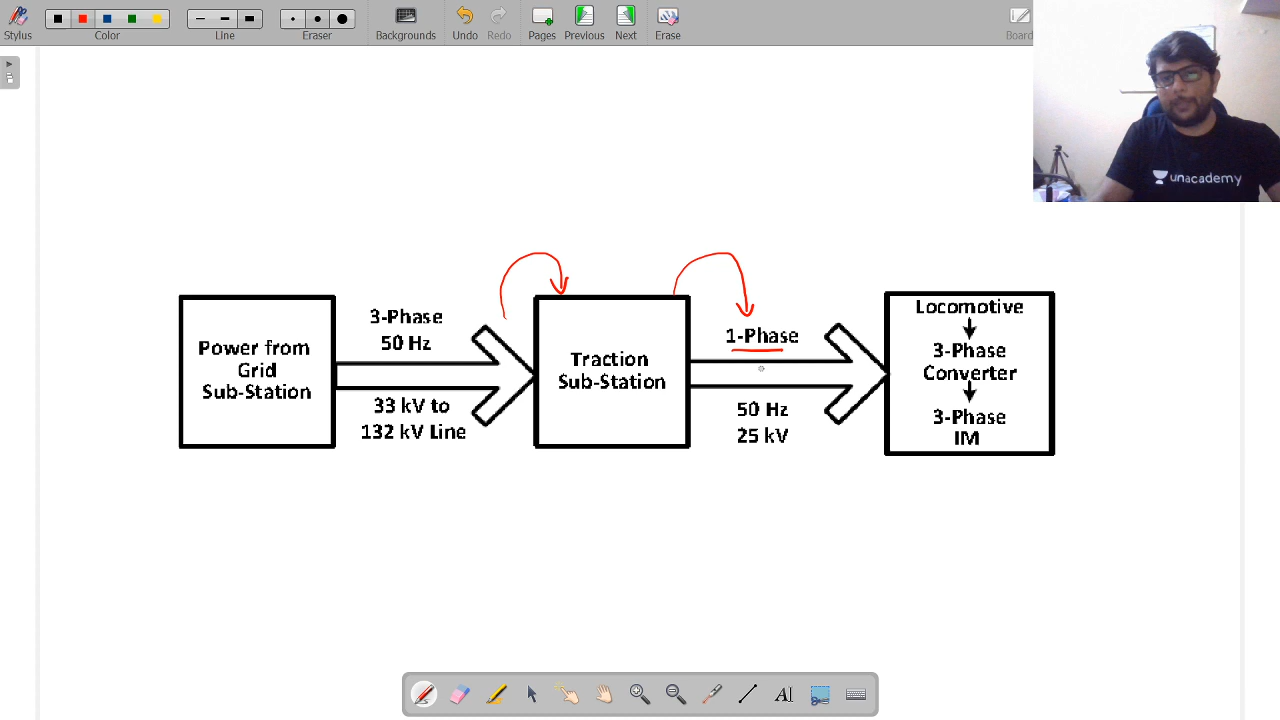 Stylus
Color
Line
Eraser
Backgrounds
Undo
Redo
Pages
Previous
Next
Erase
Board
unacademy
Power from
Grid
Sub-Station
3-Phase
50 Hz
33 kV to
132 kV Line
Traction
Sub-Station
1-Phase
50 Hz
25 kV
Locomotive
3-Phase
Converter
3-Phase
IM
AI